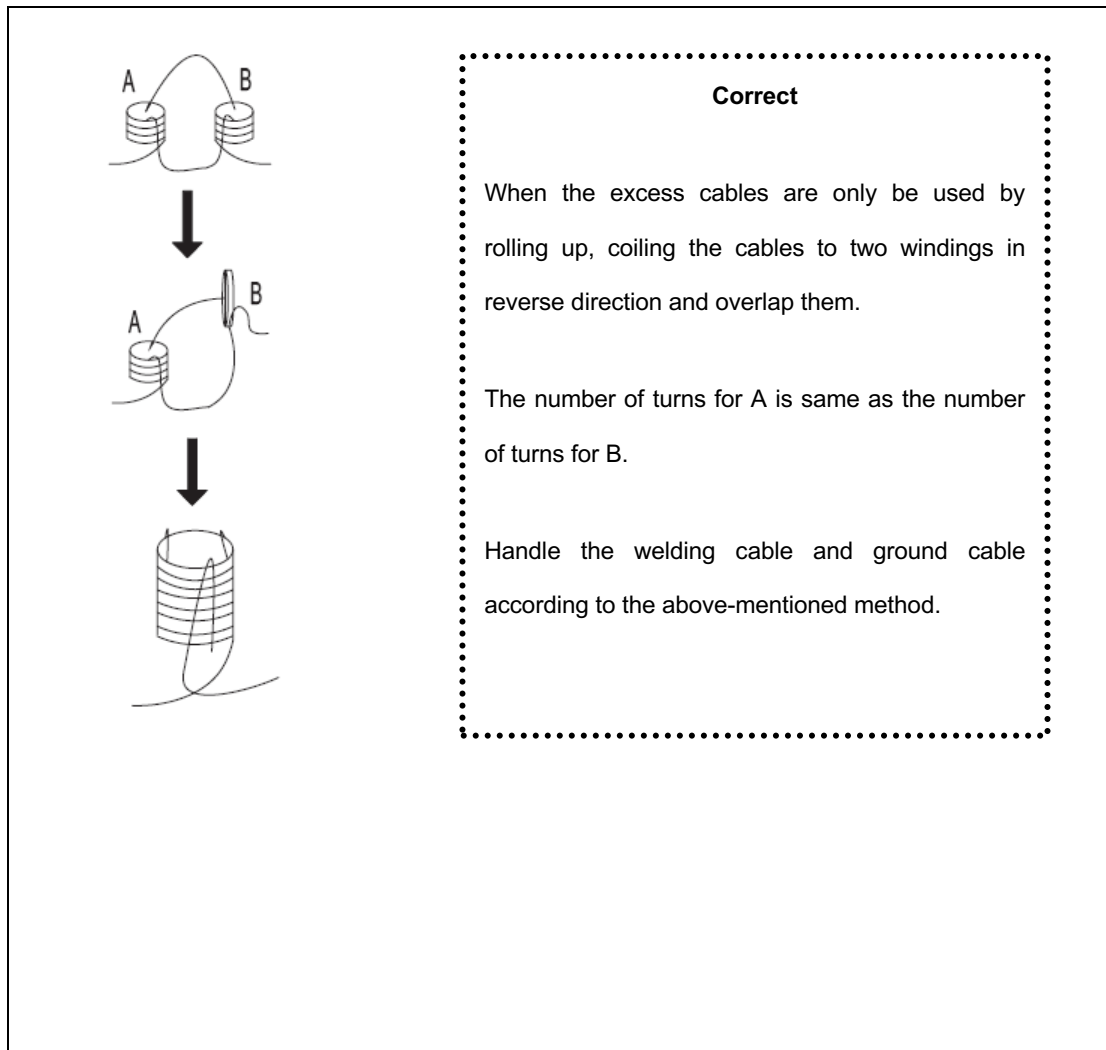 A B
Correct
When the excess cables are only be used by
rolling up, coiling the cables to two windings in
reverse direction and overlap them.
B
A
The number of turns for A is same as the number
of turns for B.
Handle the welding cable and ground cable
according to the above-mentioned method.